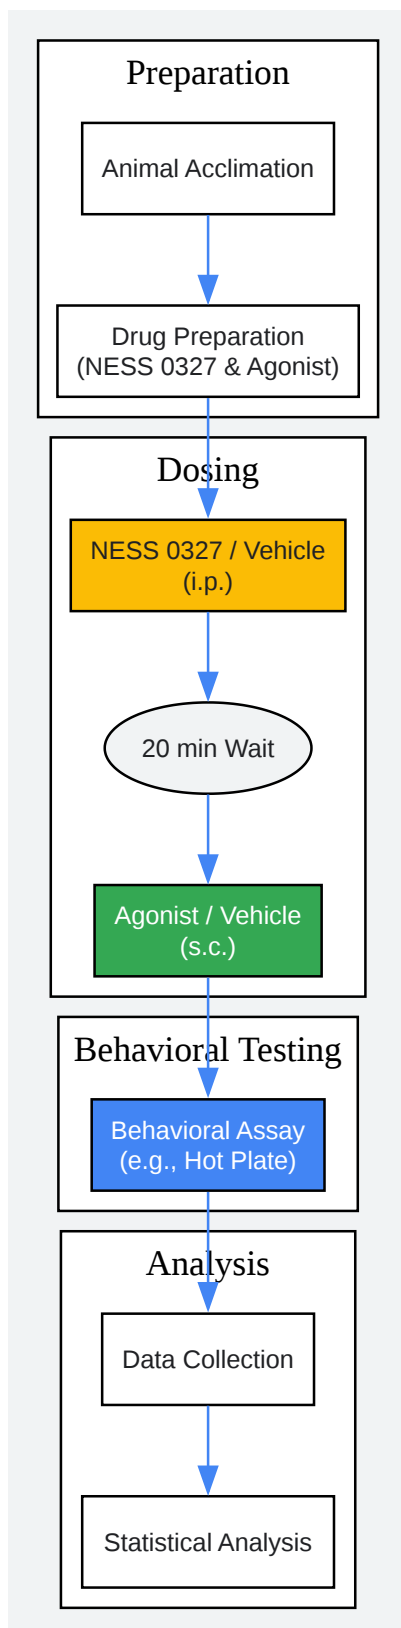 Preparation
Animal Acclimation
Drug Preparation
(NESS 0327 & Agonist)
Dosing
NESS 0327 / Vehicle
(i.p.)
20 min Wait
Agonist / Vehicle
(s.c.)
Behavioral Testing
Behavioral Assay
(e.g., Hot Plate)
Analysis
Data Collection
Statistical Analysis